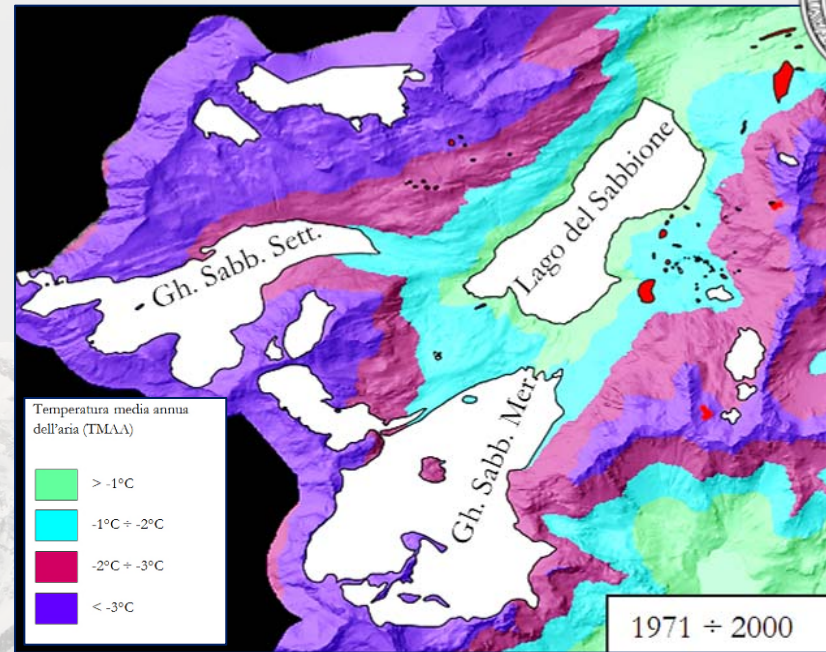 Lago del Sabbione
Gh. Sabb. Sett.
Gh. Sabb. Mer.
Temperatura media annua
dell'aria (TMAA)
> -1°C
-1°C ÷ -2°C
-2°C ÷ -3°C
< -3°C
1971 ÷ 2000